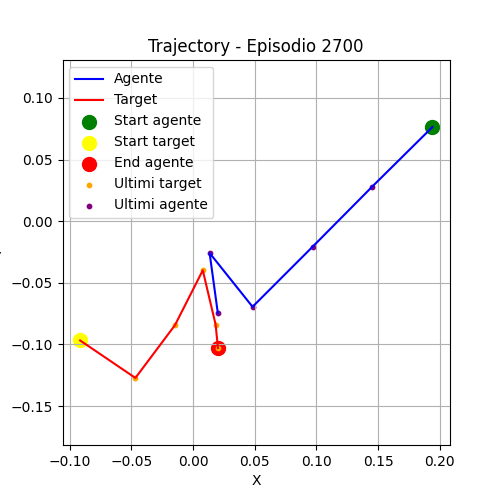 Trajectory - Episodio 2700
Agente
Target
Start agente
Start target
End agente
Ultimi target
Ultimi agente
0.10
0.05
0.00
−0.05
−0.10
−0.15
−0.10
−0.05
0.00
0.05
0.10
0.15
0.20
X